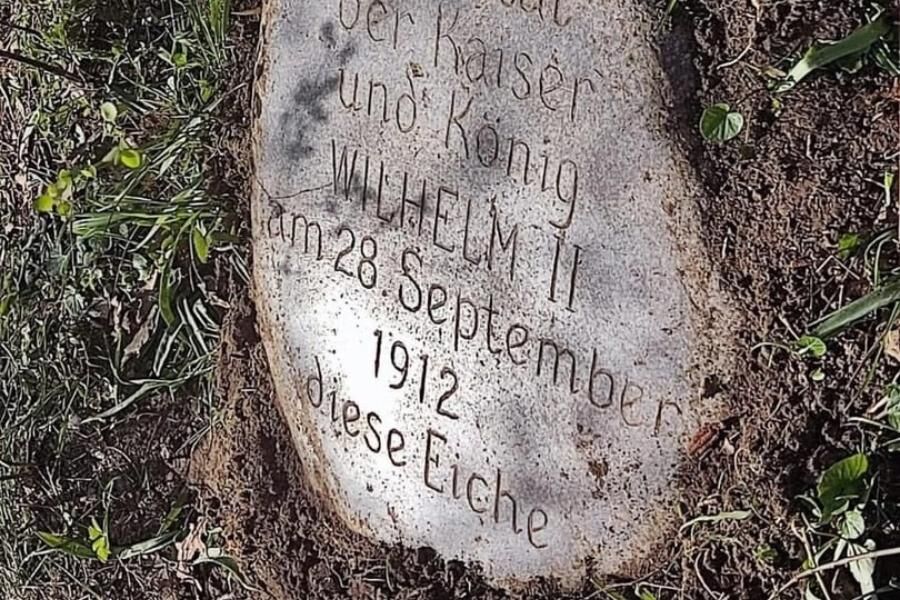 der Kaiser
und König
WILHELM II
am 28. September
1912
diese Eiche